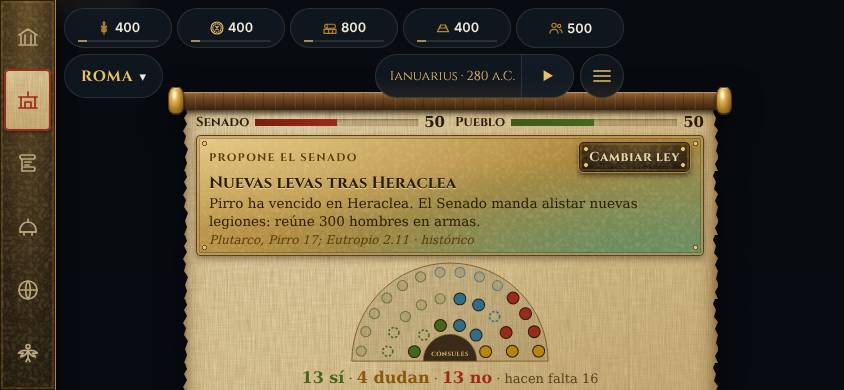 400 400 800 400 500
ROMA ▾
Ianuarius · 280 a.C.
Senado 50 Pueblo 50
PROPONE EL SENADO
Cambiar ley
Nuevas levas tras Heraclea
Pirro ha vencido en Heraclea. El Senado manda alistar nuevas
legiones: reúne 300 hombres en armas.
Plutarco, Pirro 17; Eutropio 2.11 · histórico
CÓNSULES
13 sí · 4 dudan · 13 no · hacen falta 16